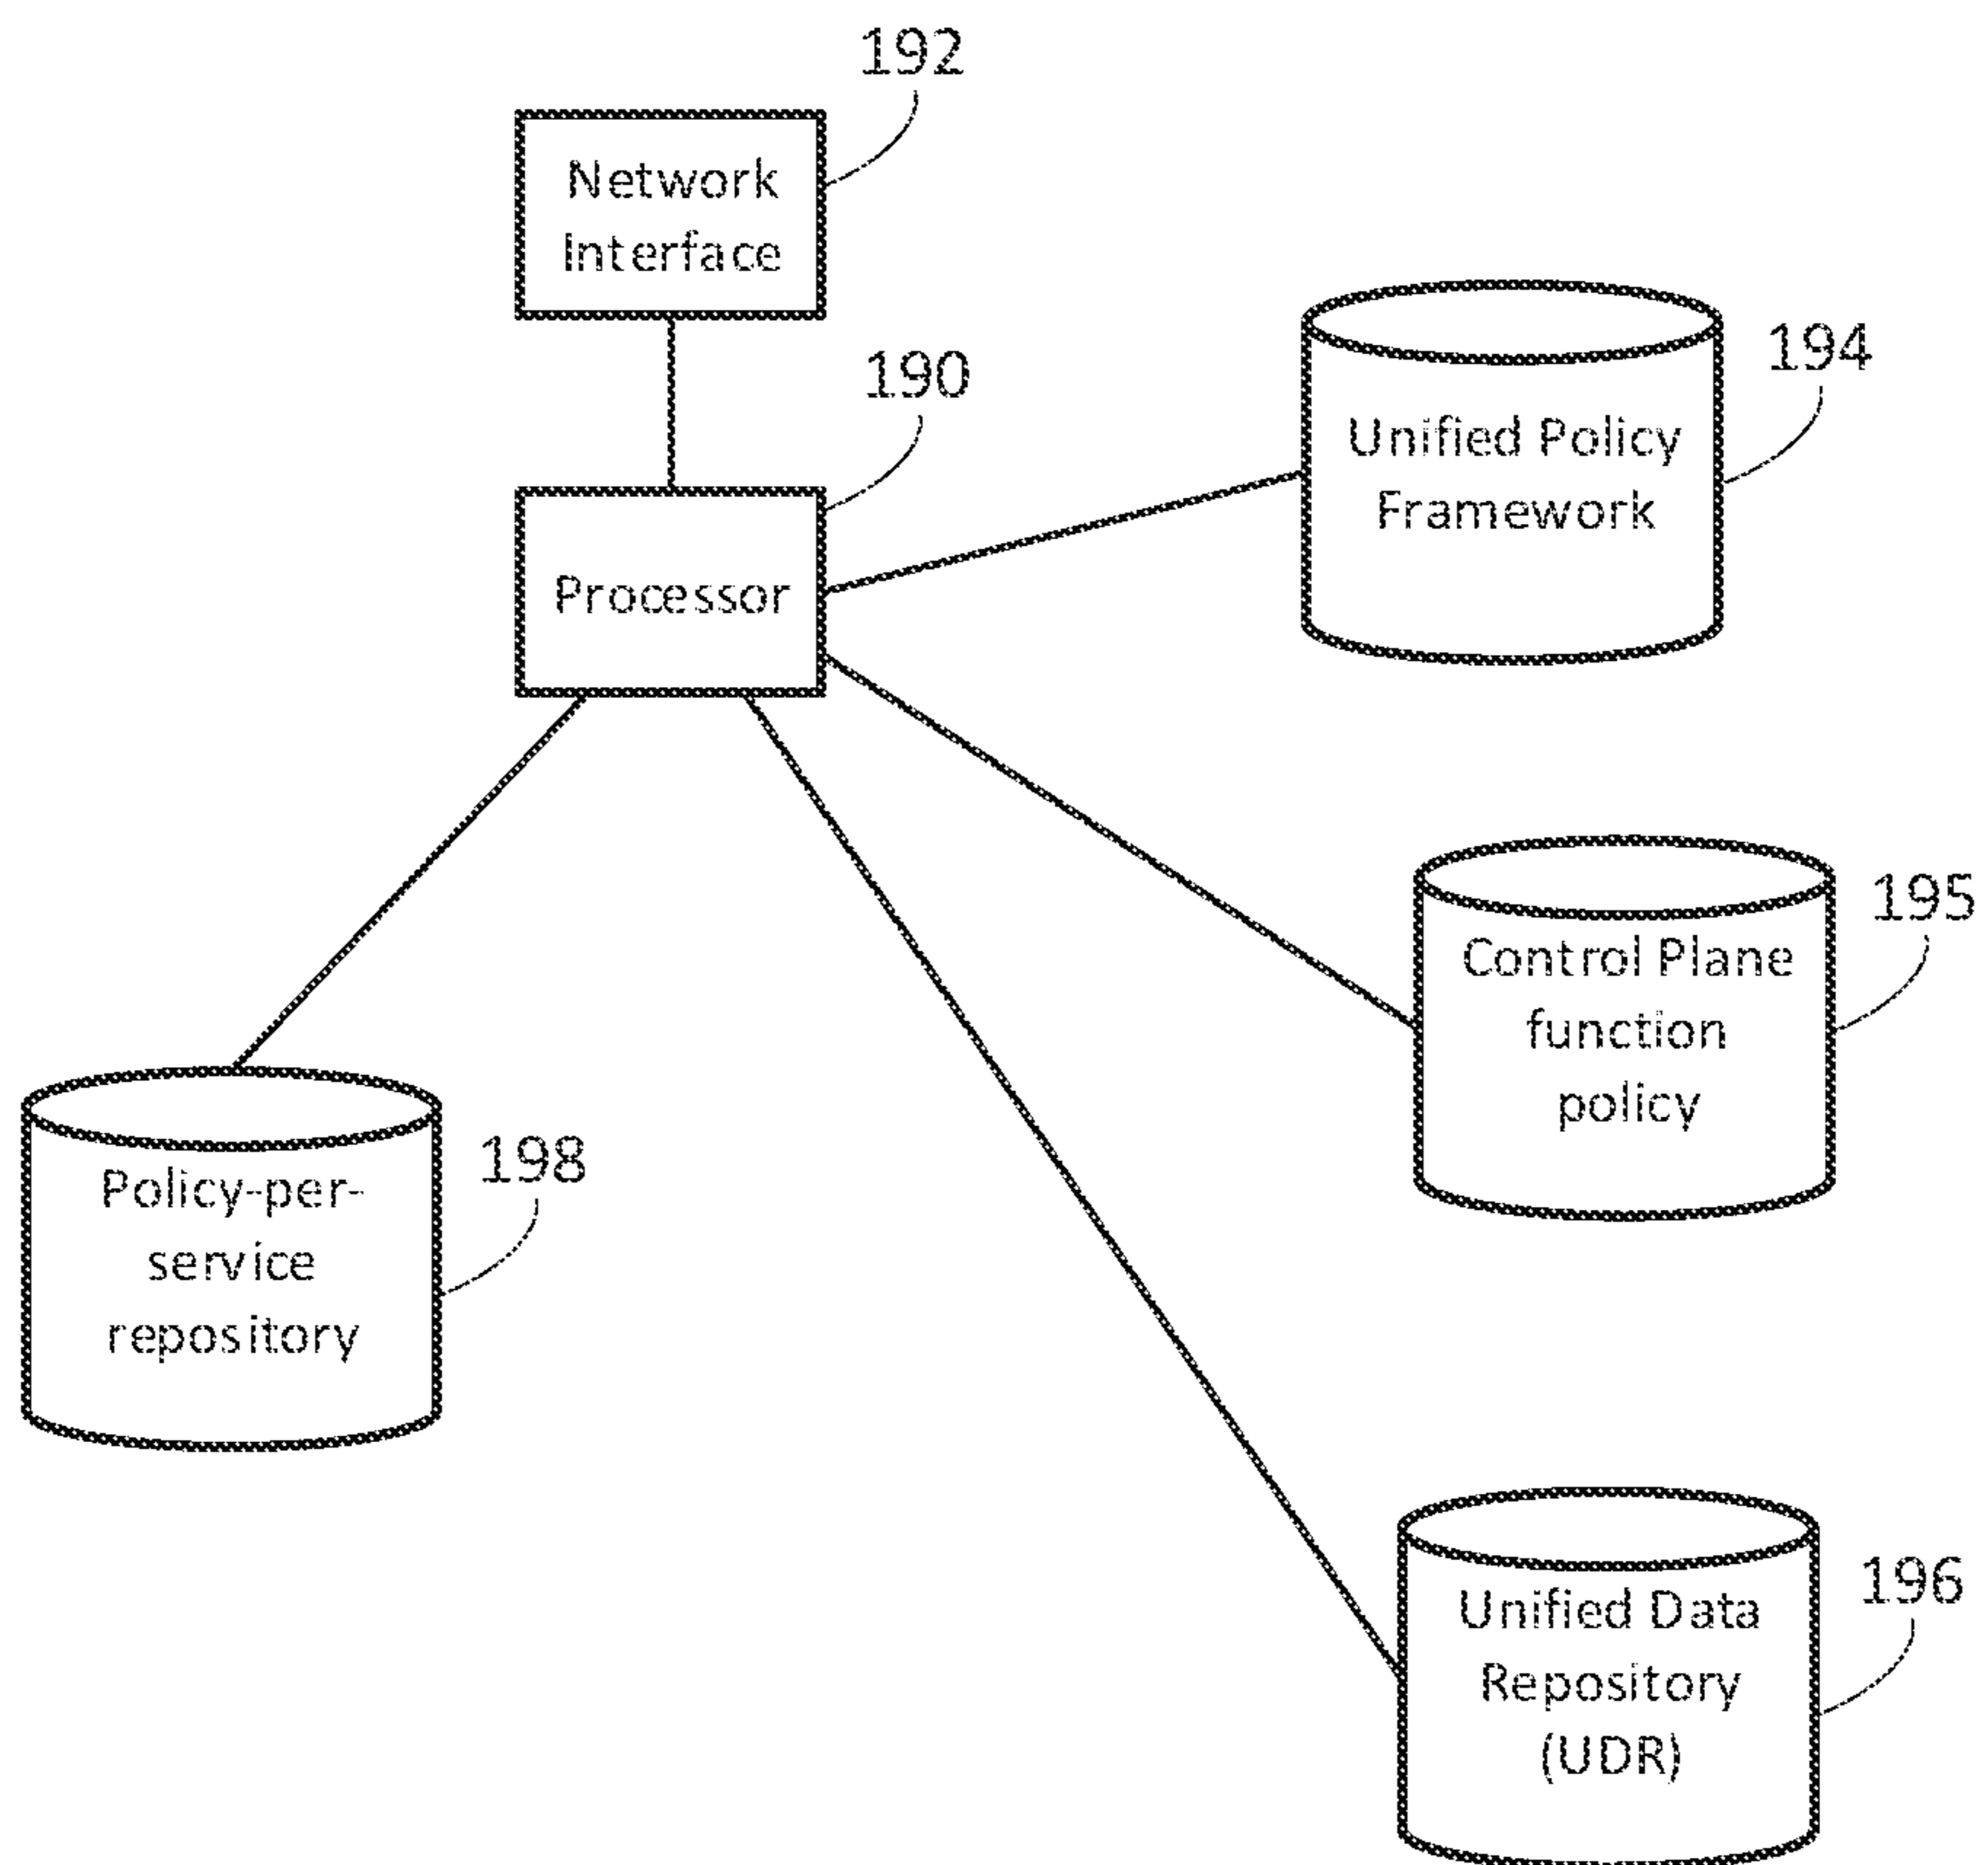 192
Network
Interface
190
Processor
194
Unified Policy
Framework
195
Control Plane
function
policy
198
Policy-per-
service
repository
196
Unified Data
Repository
(UDR)